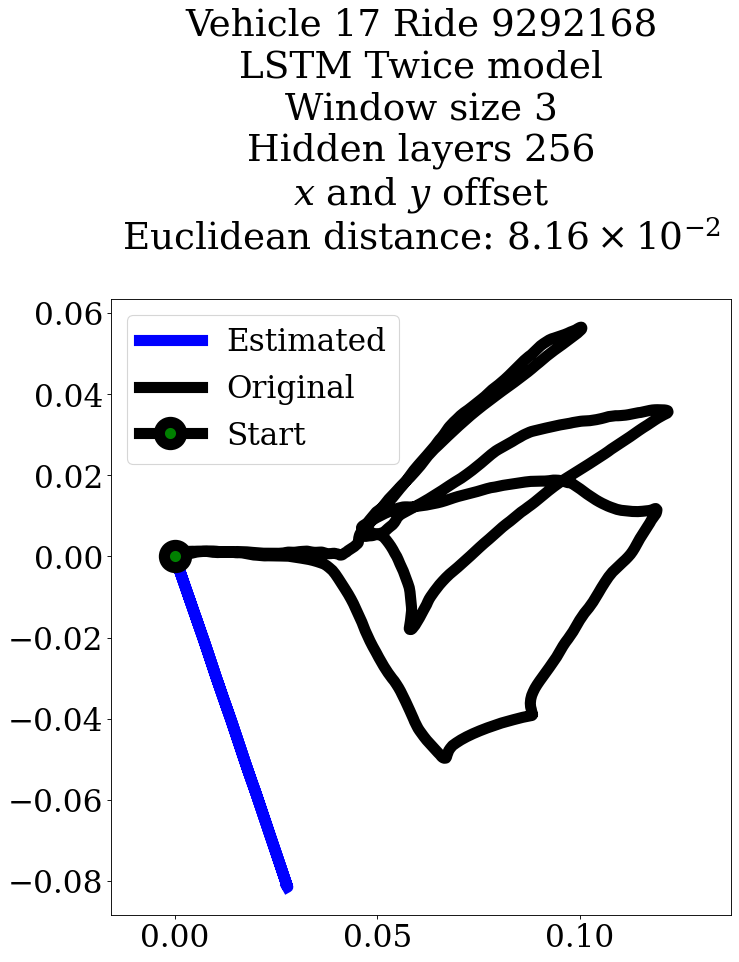 Vehicle 17 Ride 9292168
LSTM Twice model
Window size 3
Hidden layers 256
x and y offset
Euclidean distance: 8.16 × 10⁻²
Estimated
Original
Start
0.06
0.04
0.02
0.00
−0.02
−0.04
−0.06
−0.08
0.00 0.05 0.10